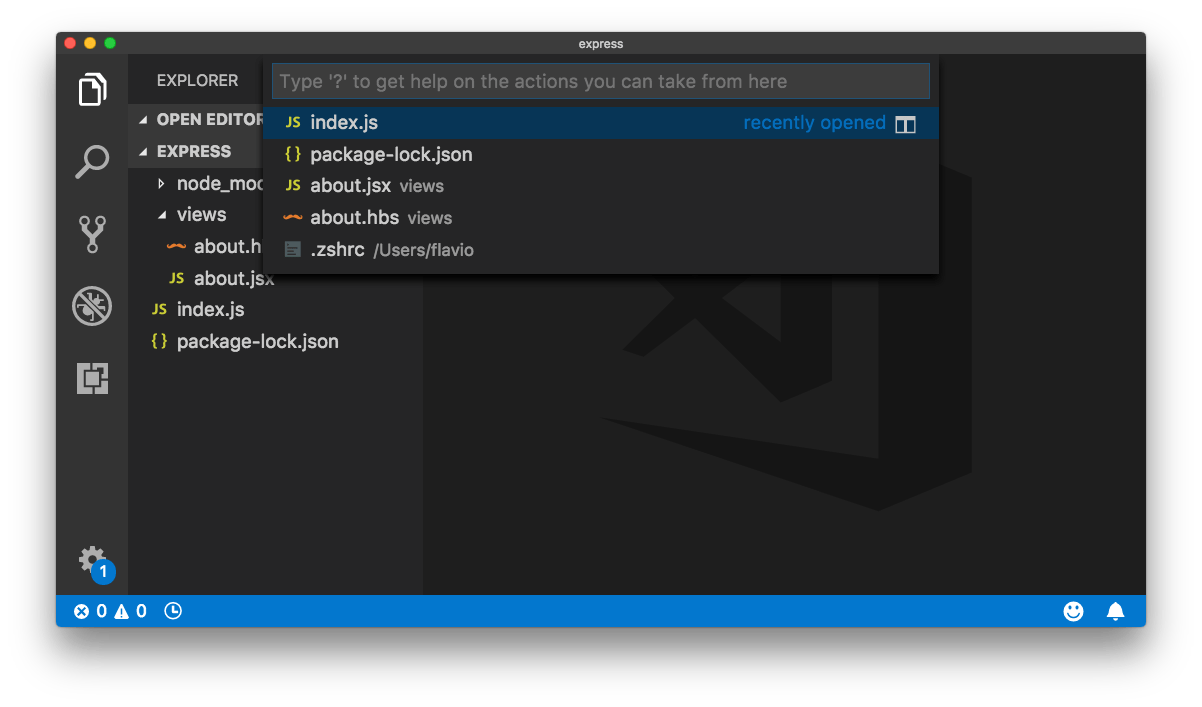 express
EXPLORER
Type '?' to get help on the actions you can take from here
OPEN EDITOR
JS index.js recently opened
{} package-lock.json
JS about.jsx views
about.hbs views
.zshrc /Users/flavio
EXPRESS
node_mod
views
about.h
JS about.jsx
JS index.js
{} package-lock.json
1
0 0